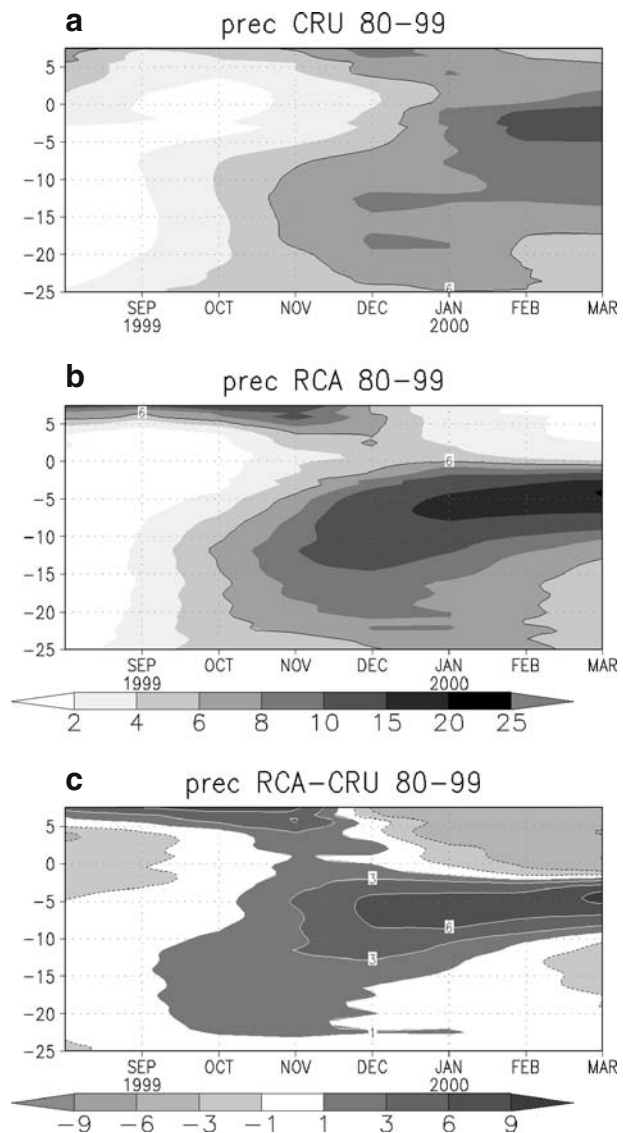 a
prec CRU 80-99
5
0
-5
-10
-15
-20
-25
6
SEP
1999
OCT
NOV
DEC
JAN
2000
FEB
MAR
b
prec RCA 80-99
5
0
-5
-10
-15
-20
-25
6
6
SEP
1999
OCT
NOV
DEC
JAN
2000
FEB
MAR
2 4 6 8 10 15 20 25
c
prec RCA-CRU 80-99
5
0
-5
-10
-15
-20
-25
3
6
3
1
SEP
1999
OCT
NOV
DEC
JAN
2000
FEB
MAR
-9 -6 -3 -1 1 3 6 9